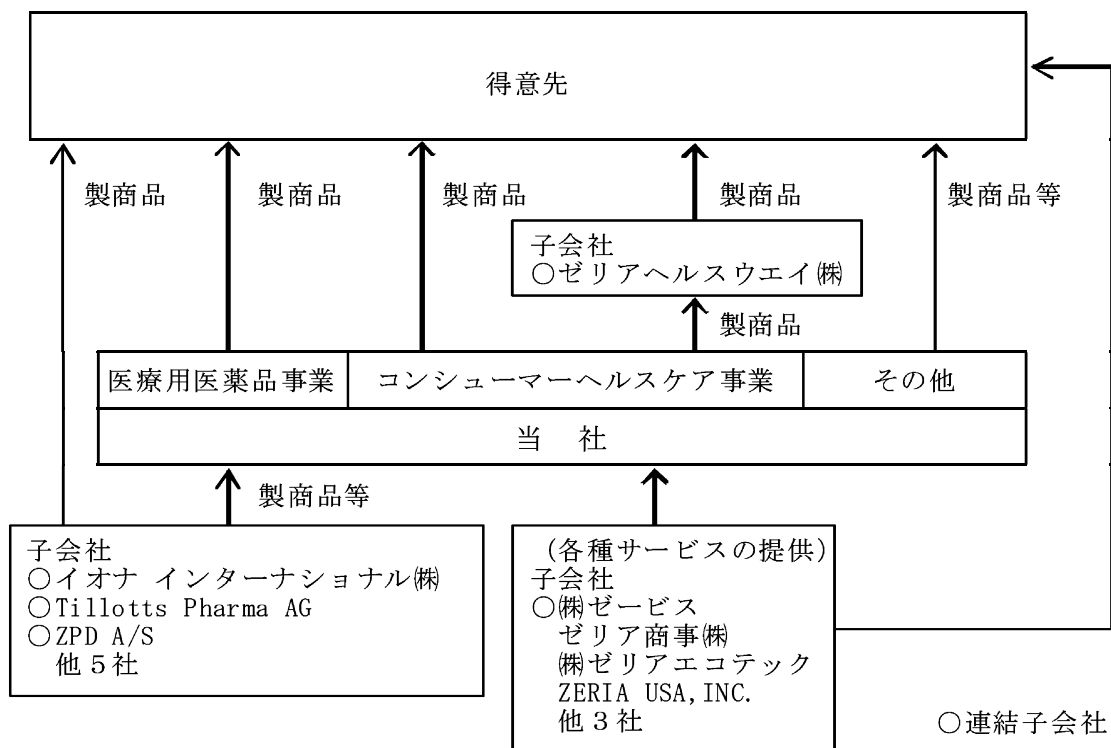 得意先
製商品
製商品
製商品
製商品
製商品等
子会社
○ゼリアヘルスウエイ㈱
製商品
医療用医薬品事業
コンシューマーヘルスケア事業
その他
当　社
製商品等
子会社
○イオナ インターナショナル㈱
○Tillotts Pharma AG
○ZPD A/S
他５社
(各種サービスの提供)
子会社
○㈱ゼービス
ゼリア商事㈱
㈱ゼリアエコテック
ZERIA USA,INC.
他３社
○連結子会社